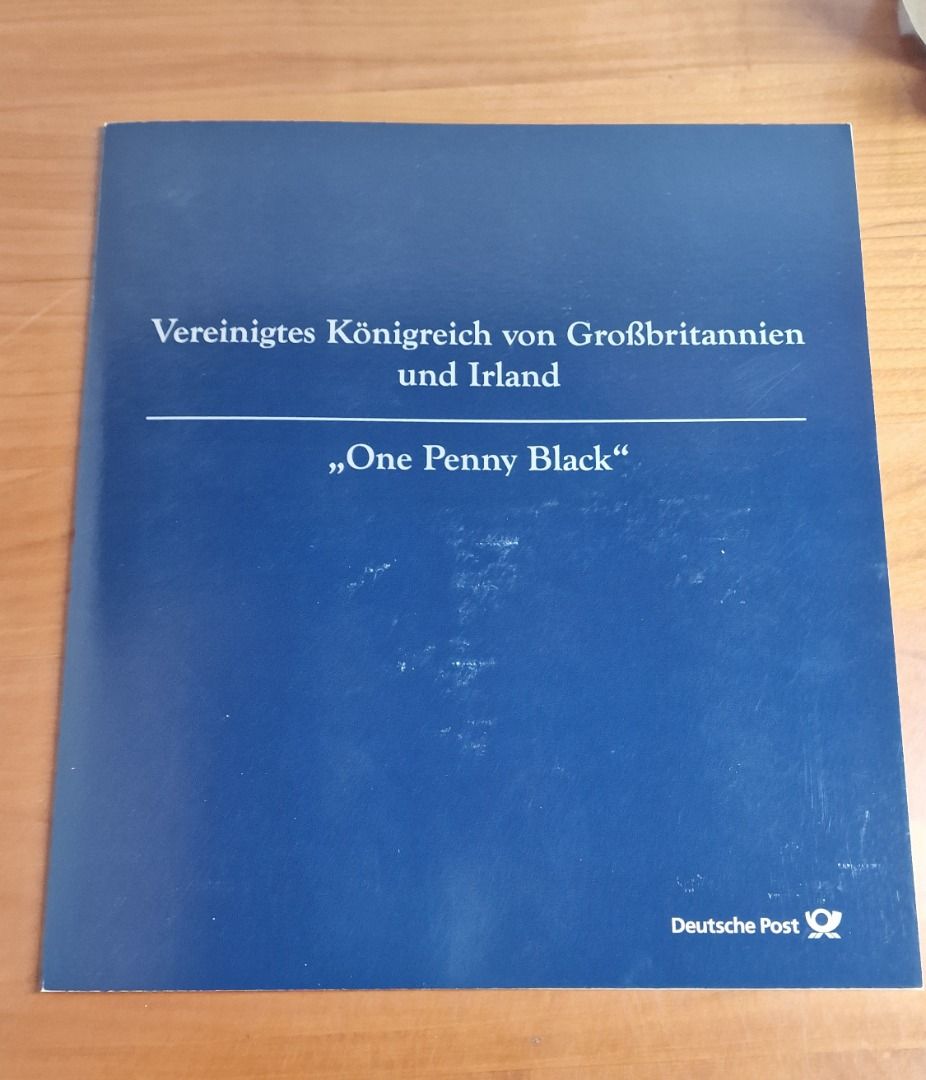 Vereinigtes Königreich von Großbritannien
und Irland
„One Penny Black“
Deutsche Post